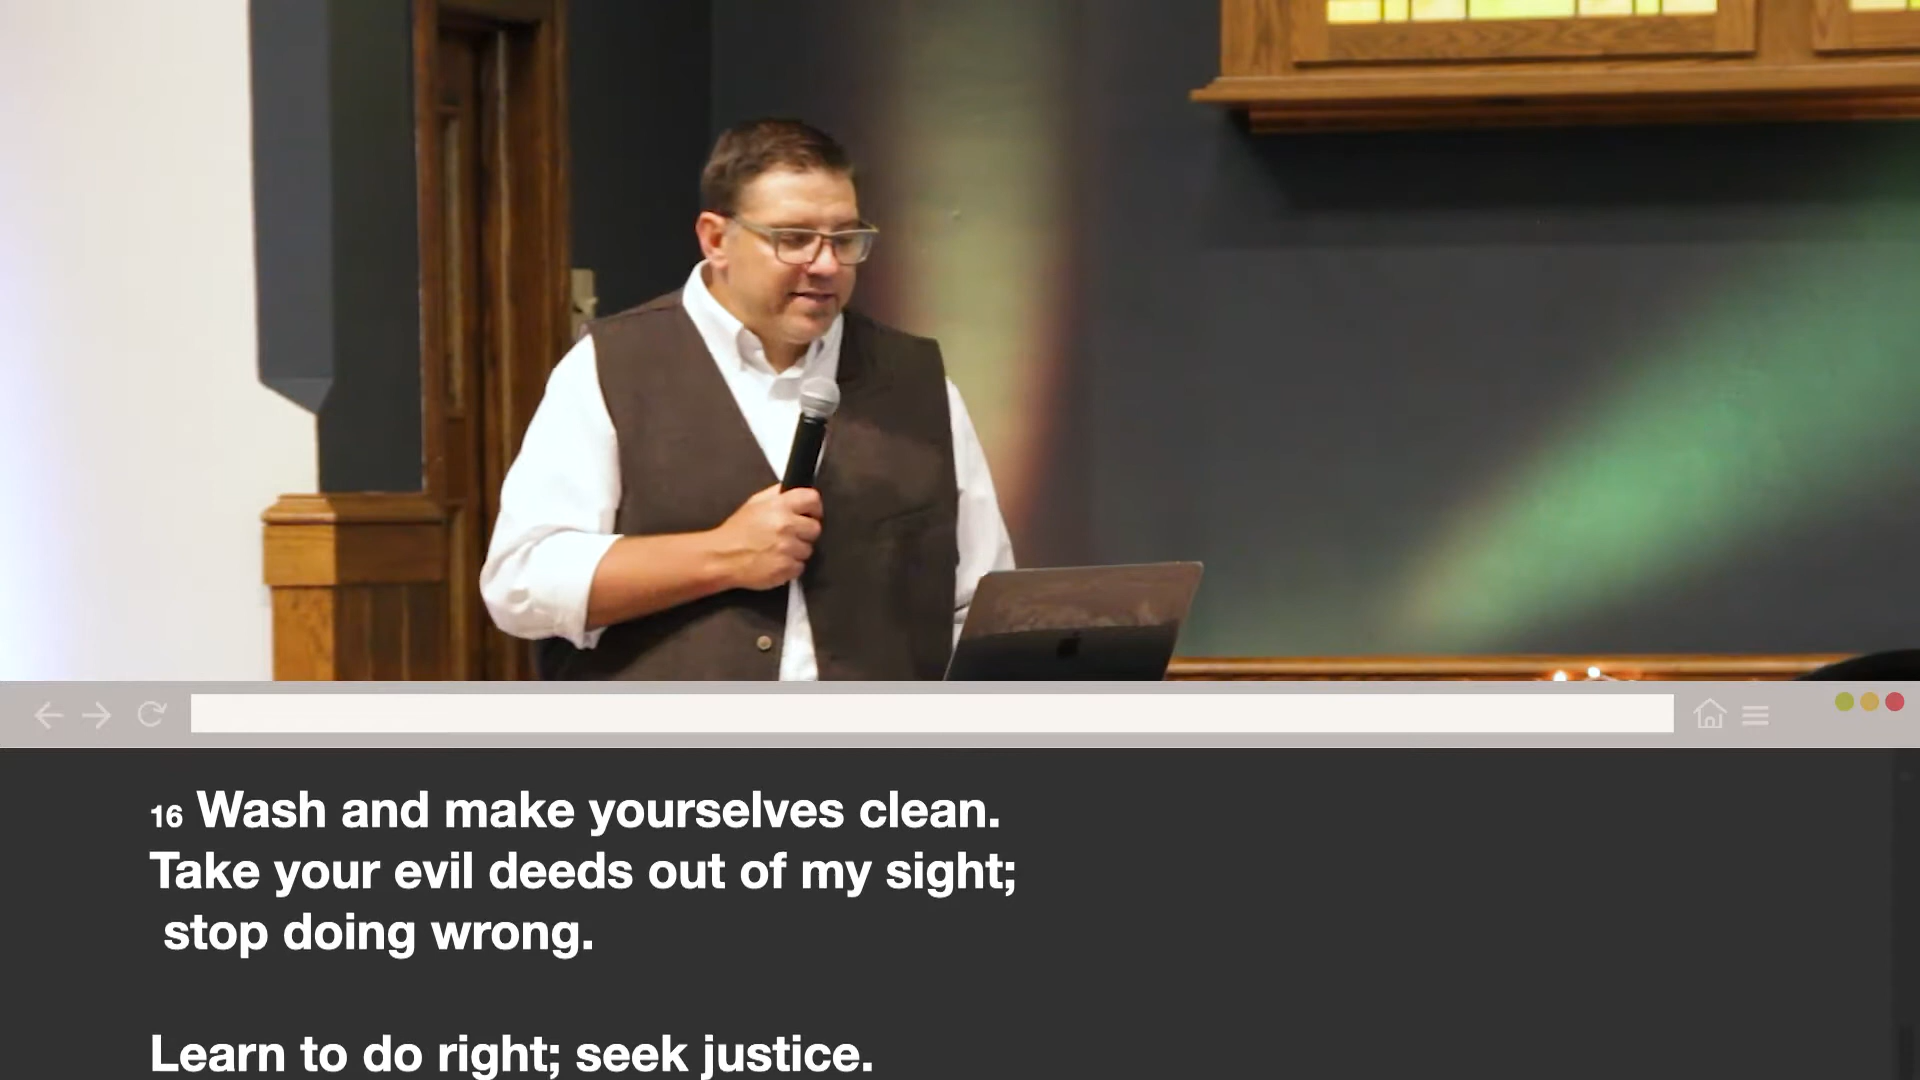 16 Wash and make yourselves clean.
Take your evil deeds out of my sight;
stop doing wrong.
Learn to do right; seek justice.